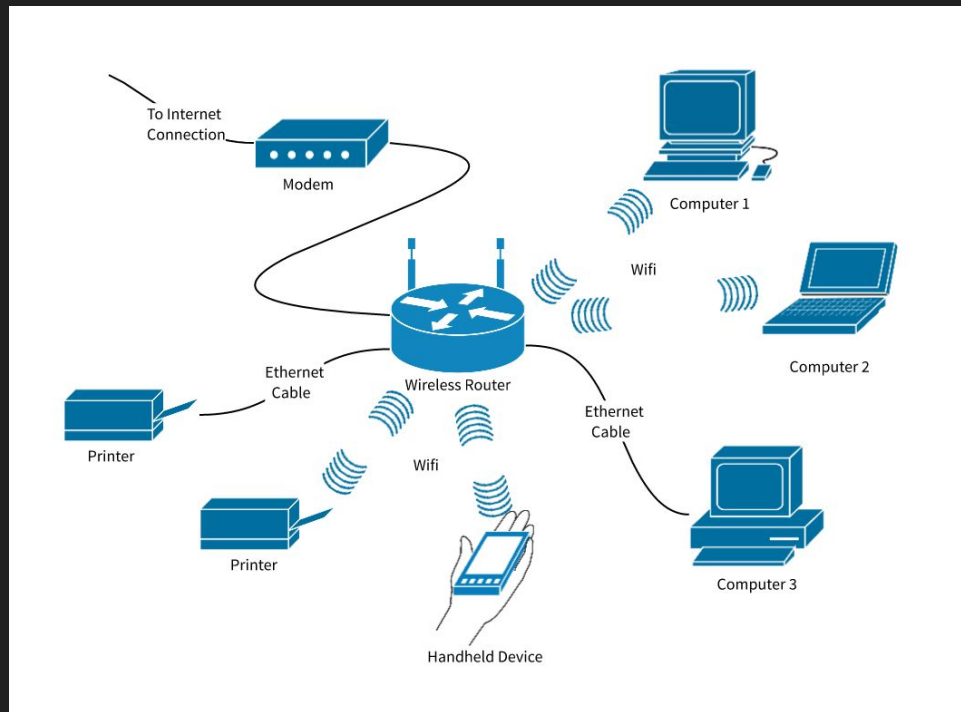 To Internet
Connection
Modem
Computer 1
Wifi
Computer 2
Wireless Router
Ethernet
Cable
Printer
Ethernet
Cable
Wifi
Printer
Computer 3
Handheld Device